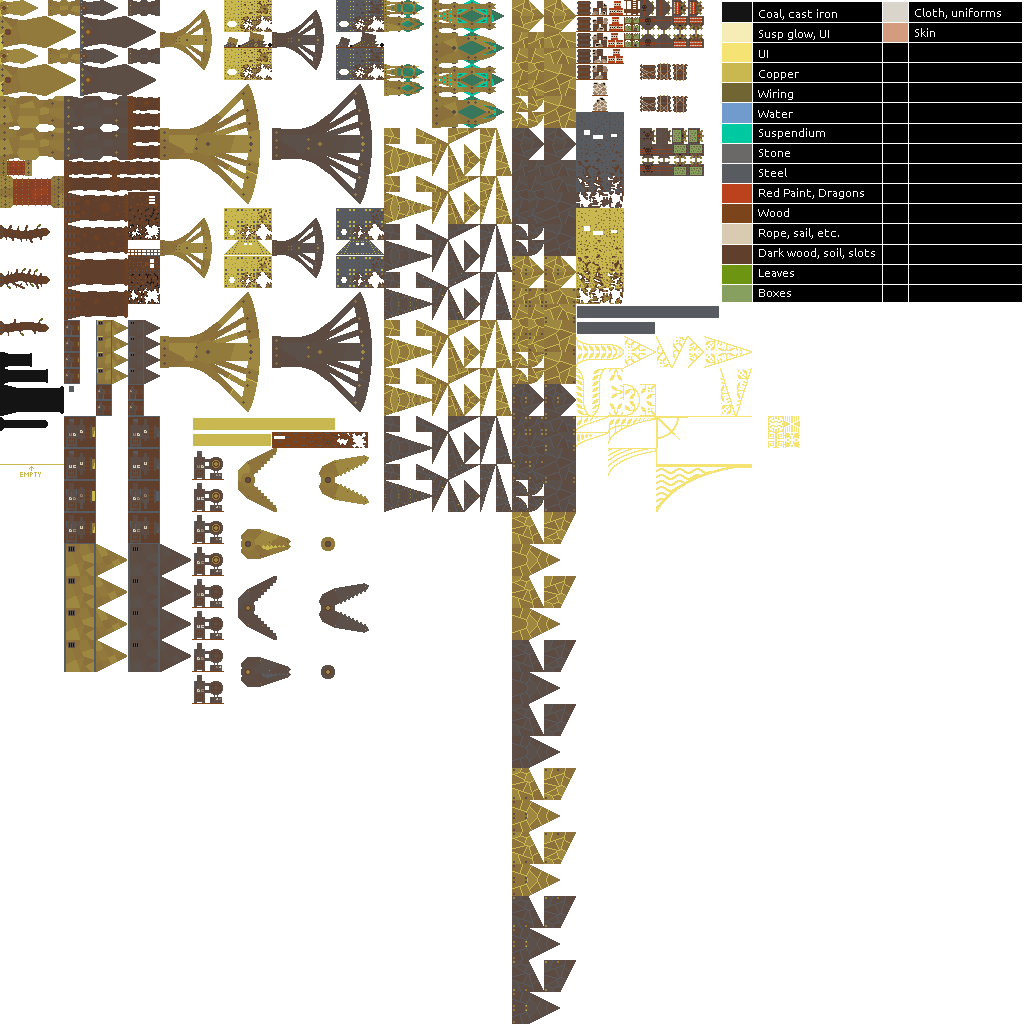 Coal, cast iron
Cloth, uniforms
Susp glow, UI
Skin
UI
Copper
Wiring
Water
Suspendium
Stone
Steel
Red Paint, Dragons
Wood
Rope, sail, etc.
Dark wood, soil, slots
Leaves
Boxes
EMPTY